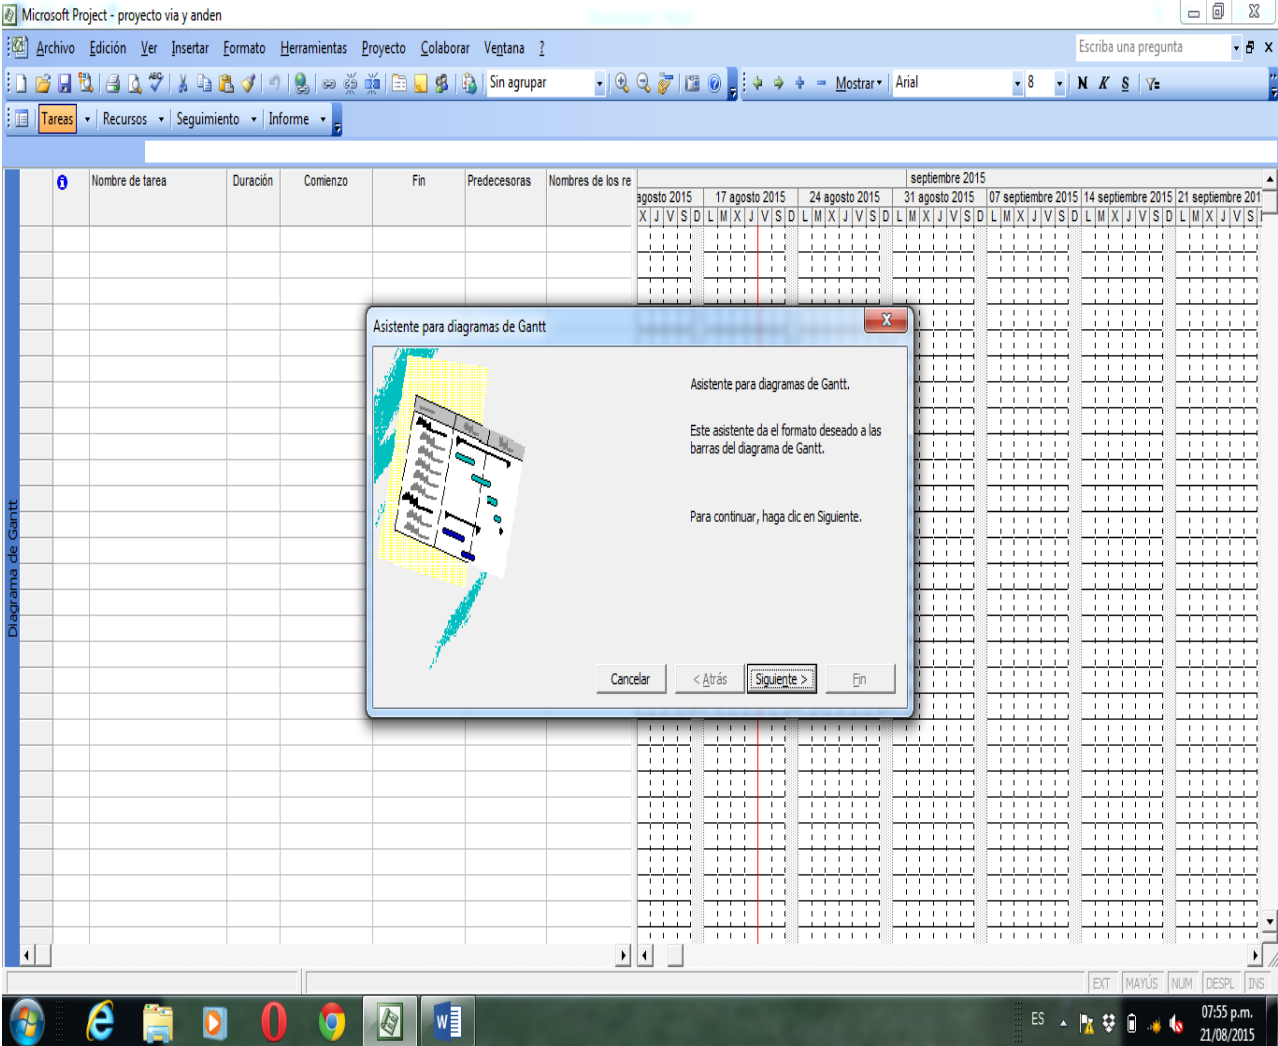 Microsoft Project - proyecto via y anden
Archivo Edición Ver Insertar Formato Herramientas Proyecto Colaborar Ventana ?
Escriba una pregunta
Sin agrupar
Mostrar
Arial
8
N K S
Tareas Recursos Seguimiento Informe
Nombre de tarea Duración Comienzo Fin Predecesoras Nombres de los re
septiembre 2015
agosto 2015 17 agosto 2015 24 agosto 2015 31 agosto 2015 07 septiembre 2015 14 septiembre 2015 21 septiembre 201
X J V S D L M X J V S D L M X J V S D L M X J V S D L M X J V S D L M X J V S D L M X J V S
Diagrama de Gantt
Asistente para diagramas de Gantt
Asistente para diagramas de Gantt.
Este asistente da el formato deseado a las
barras del diagrama de Gantt.
Para continuar, haga clic en Siguiente.
Cancelar < Atrás Siguiente > Fin
EXT MAYÚS NUM DESPL INS
ES
07:55 p.m.
21/08/2015